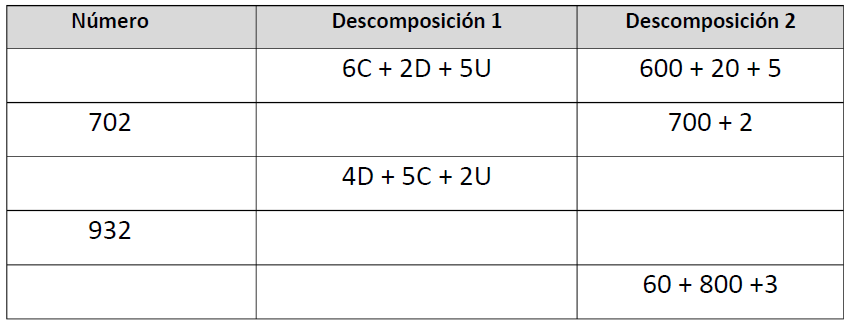 Número Descomposición 1 Descomposición 2
6C + 2D + 5U 600 + 20 + 5
702 700 + 2
4D + 5C + 2U
932
60 + 800 +3